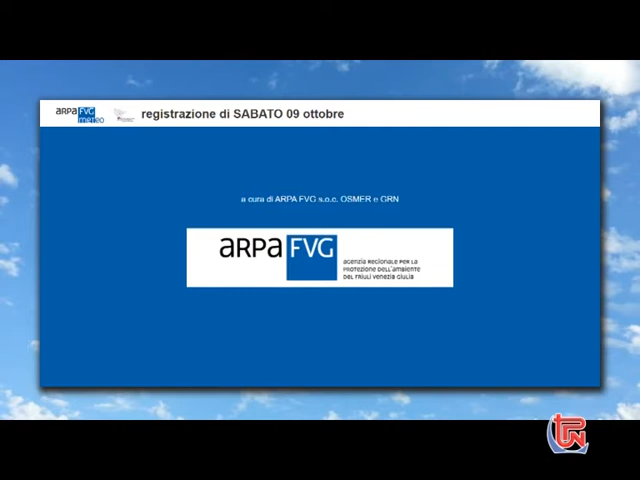 arpa FVG
meteo
registrazione di SABATO 09 ottobre
a cura di ARPA FVG s.o.c. OSMER e GRN
arpa FVG
agenzia regionale per la
protezione dell'ambiente
del friuli venezia giulia
TPN